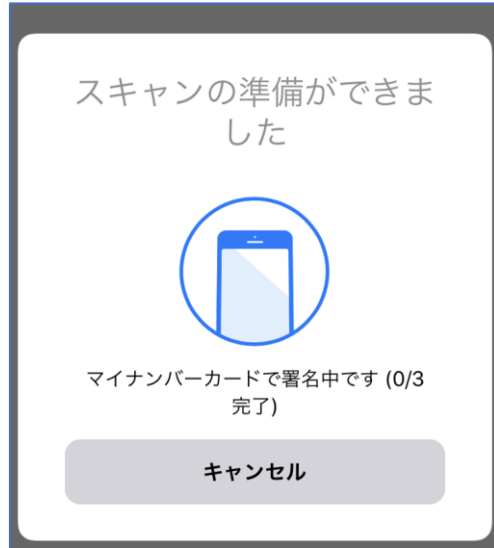 スキャンの準備ができま
した
マイナンバーカードで署名中です (0/3
完了)
キャンセル